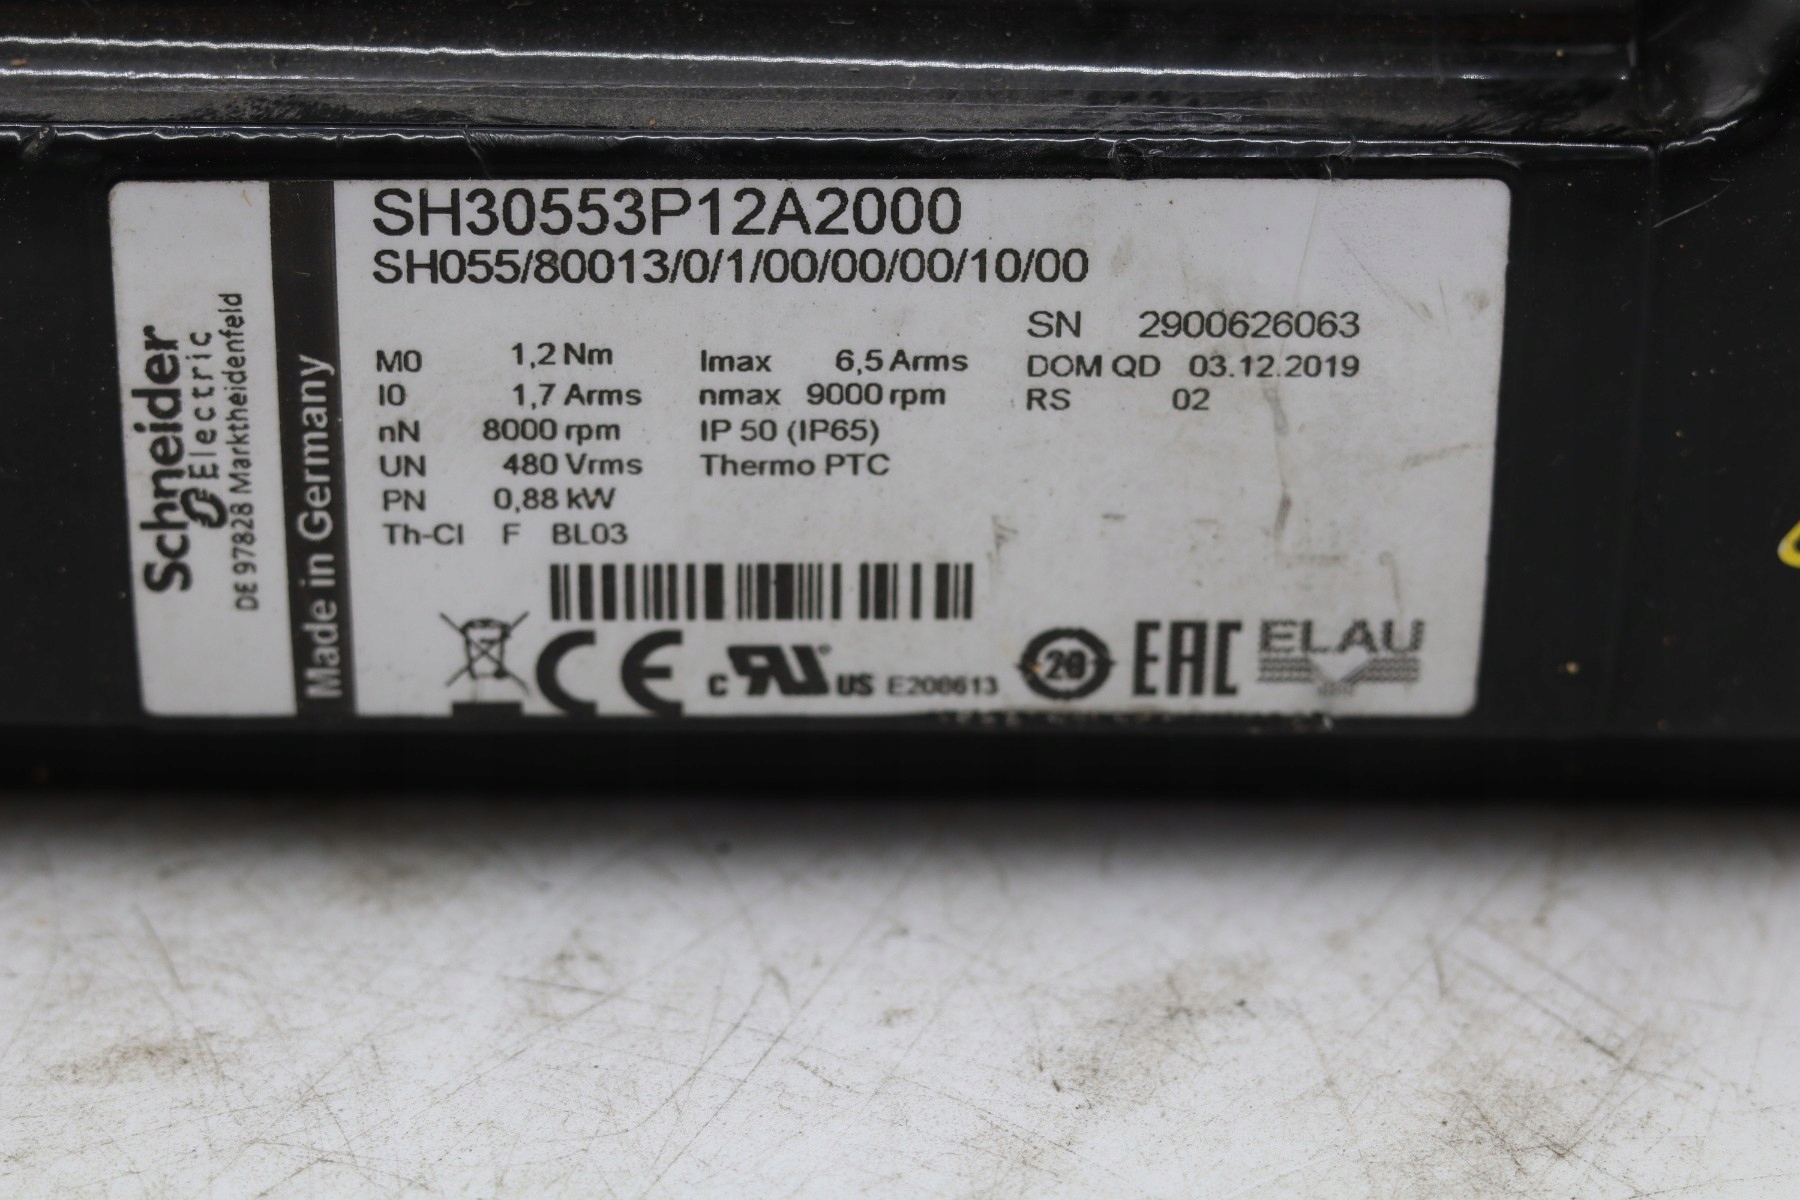 SH30553P12A2000
SH055/80013/0/1/00/00/00/10/00
SN 2900626063
M0 1,2 Nm Imax 6,5 Arms DOM QD 03.12.2019
I0 1,7 Arms nmax 9000 rpm RS 02
nN 8000 rpm IP 50 (IP65)
UN 480 Vrms Thermo PTC
PN 0,88 kW
Th-Cl F BL03
CE c RU US E208613 20 EAC ELAU
Schneider
Electric
DE 97828 Marktheidenfeld
Made in Germany